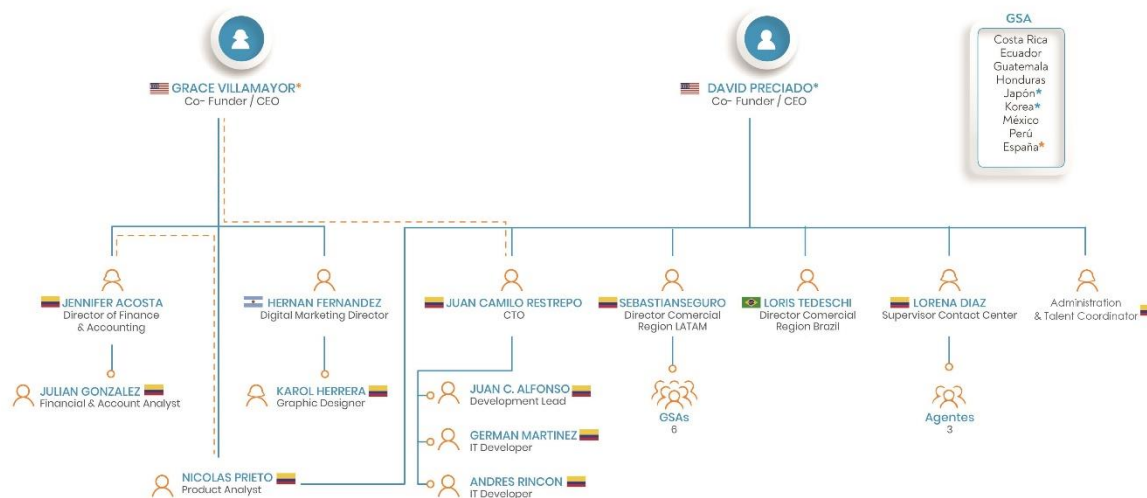 GSA
Costa Rica
Ecuador
Guatemala
Honduras
Japón*
Korea*
México
Perú
España*
GRACE VILLAMAYOR*
Co- Funder / CEO
DAVID PRECIADO*
Co- Funder / CEO
JENNIFER ACOSTA
Director of Finance
& Accounting
HERNAN FERNANDEZ
Digital Marketing Director
JUAN CAMILO RESTREPO
CTO
SEBASTIANSEGURO
Director Comercial
Region LATAM
LORIS TEDESCHI
Director Comercial
Region Brazil
LORENA DIAZ
Supervisor Contact Center
Administration
& Talent Coordinator
JULIAN GONZALEZ
Financial & Account Analyst
KAROL HERRERA
Graphic Designer
JUAN C. ALFONSO
Development Lead
GSAs
6
Agentes
3
GERMAN MARTINEZ
IT Developer
NICOLAS PRIETO
Product Analyst
ANDRES RINCON
IT Developer